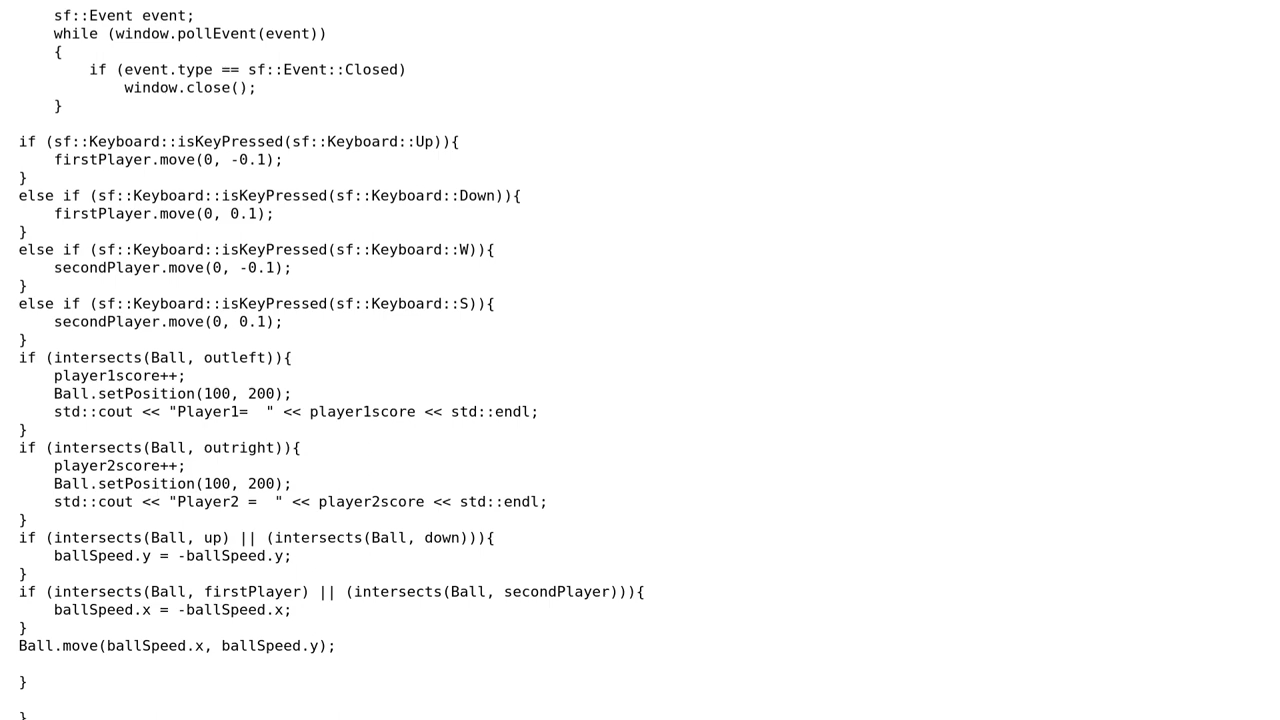 sf::Event event;
while (window.pollEvent(event))
{
if (event.type == sf::Event::Closed)
window.close();
}
if (sf::Keyboard::isKeyPressed(sf::Keyboard::Up)){
firstPlayer.move(0, -0.1);
}
else if (sf::Keyboard::isKeyPressed(sf::Keyboard::Down)){
firstPlayer.move(0, 0.1);
}
else if (sf::Keyboard::isKeyPressed(sf::Keyboard::W)){
secondPlayer.move(0, -0.1);
}
else if (sf::Keyboard::isKeyPressed(sf::Keyboard::S)){
secondPlayer.move(0, 0.1);
}
if (intersects(Ball, outleft)){
player1score++;
Ball.setPosition(100, 200);
std::cout << "Player1=  " << player1score << std::endl;
}
if (intersects(Ball, outright)){
player2score++;
Ball.setPosition(100, 200);
std::cout << "Player2 =  " << player2score << std::endl;
}
if (intersects(Ball, up) || (intersects(Ball, down))){
ballSpeed.y = -ballSpeed.y;
}
if (intersects(Ball, firstPlayer) || (intersects(Ball, secondPlayer))){
ballSpeed.x = -ballSpeed.x;
}
Ball.move(ballSpeed.x, ballSpeed.y);
}
}